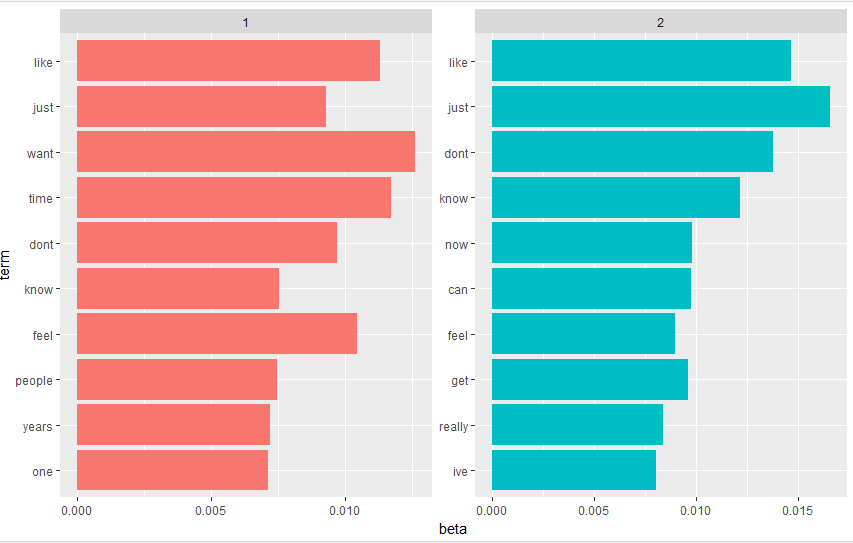 1
like
just
want
time
dont
know
feel
people
years
one
0.000 0.005 0.010
2
like
just
dont
know
now
can
feel
get
really
ive
0.000 0.005 0.010 0.015
term
beta